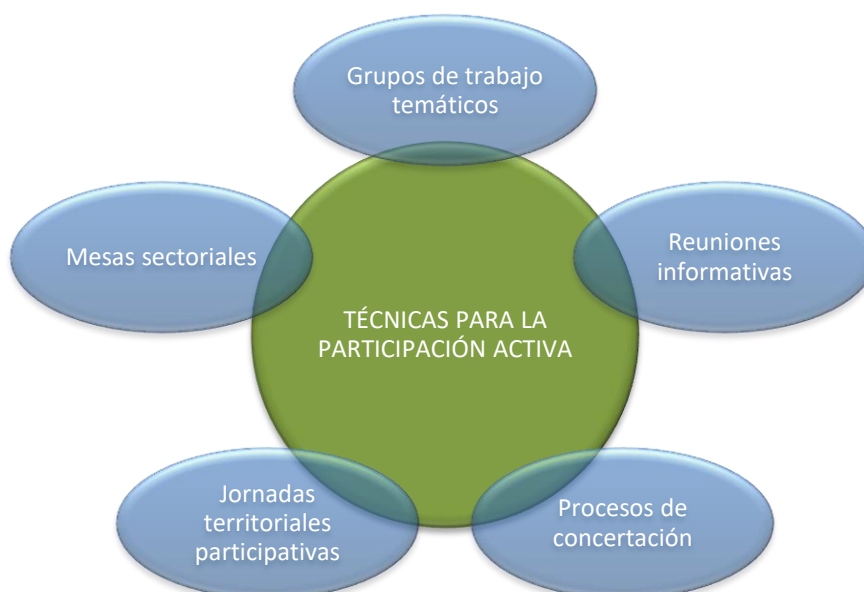 Grupos de trabajo
temáticos
Mesas sectoriales
Reuniones
informativas
TÉCNICAS PARA LA
PARTICIPACIÓN ACTIVA
Jornadas
territoriales
participativas
Procesos de
concertación